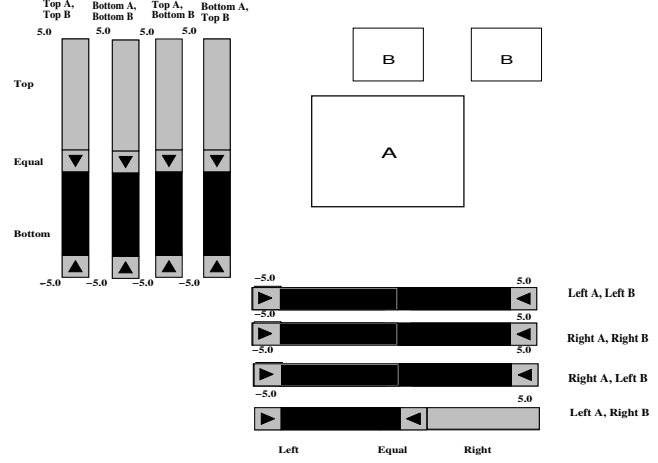 Top A, Top B
Bottom A, Bottom B
Top A, Bottom B
Bottom A, Top B
5.0 5.0 5.0 5.0
Top
Equal
Bottom
−5.0 −5.0 −5.0 −5.0
B B
A
−5.0 5.0
Left A, Left B
−5.0 5.0
Right A, Right B
−5.0 5.0
Right A, Left B
−5.0 5.0
Left A, Right B
Left Equal Right